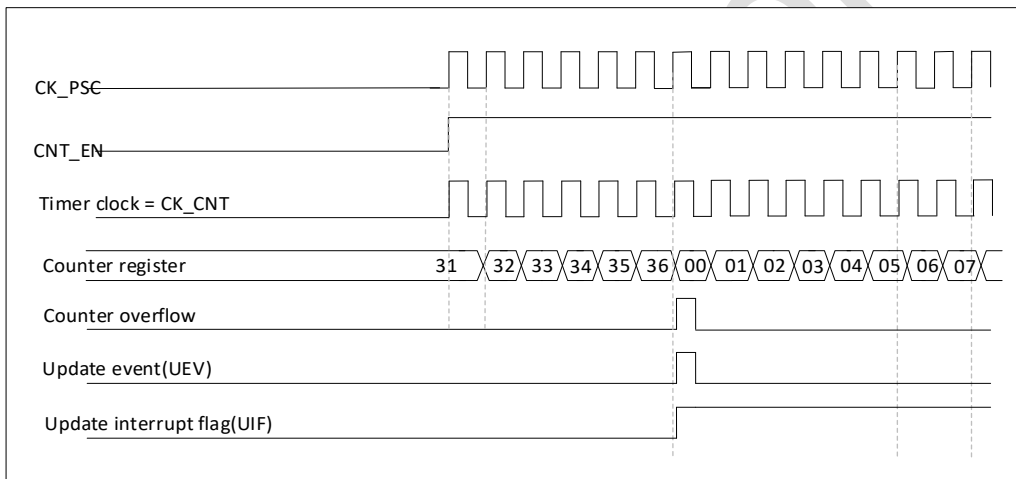 CK_PSC
CNT_EN
Timer clock = CK_CNT
Counter register 31 32 33 34 35 36 00 01 02 03 04 05 06 07
Counter overflow
Update event(UEV)
Update interrupt flag(UIF)